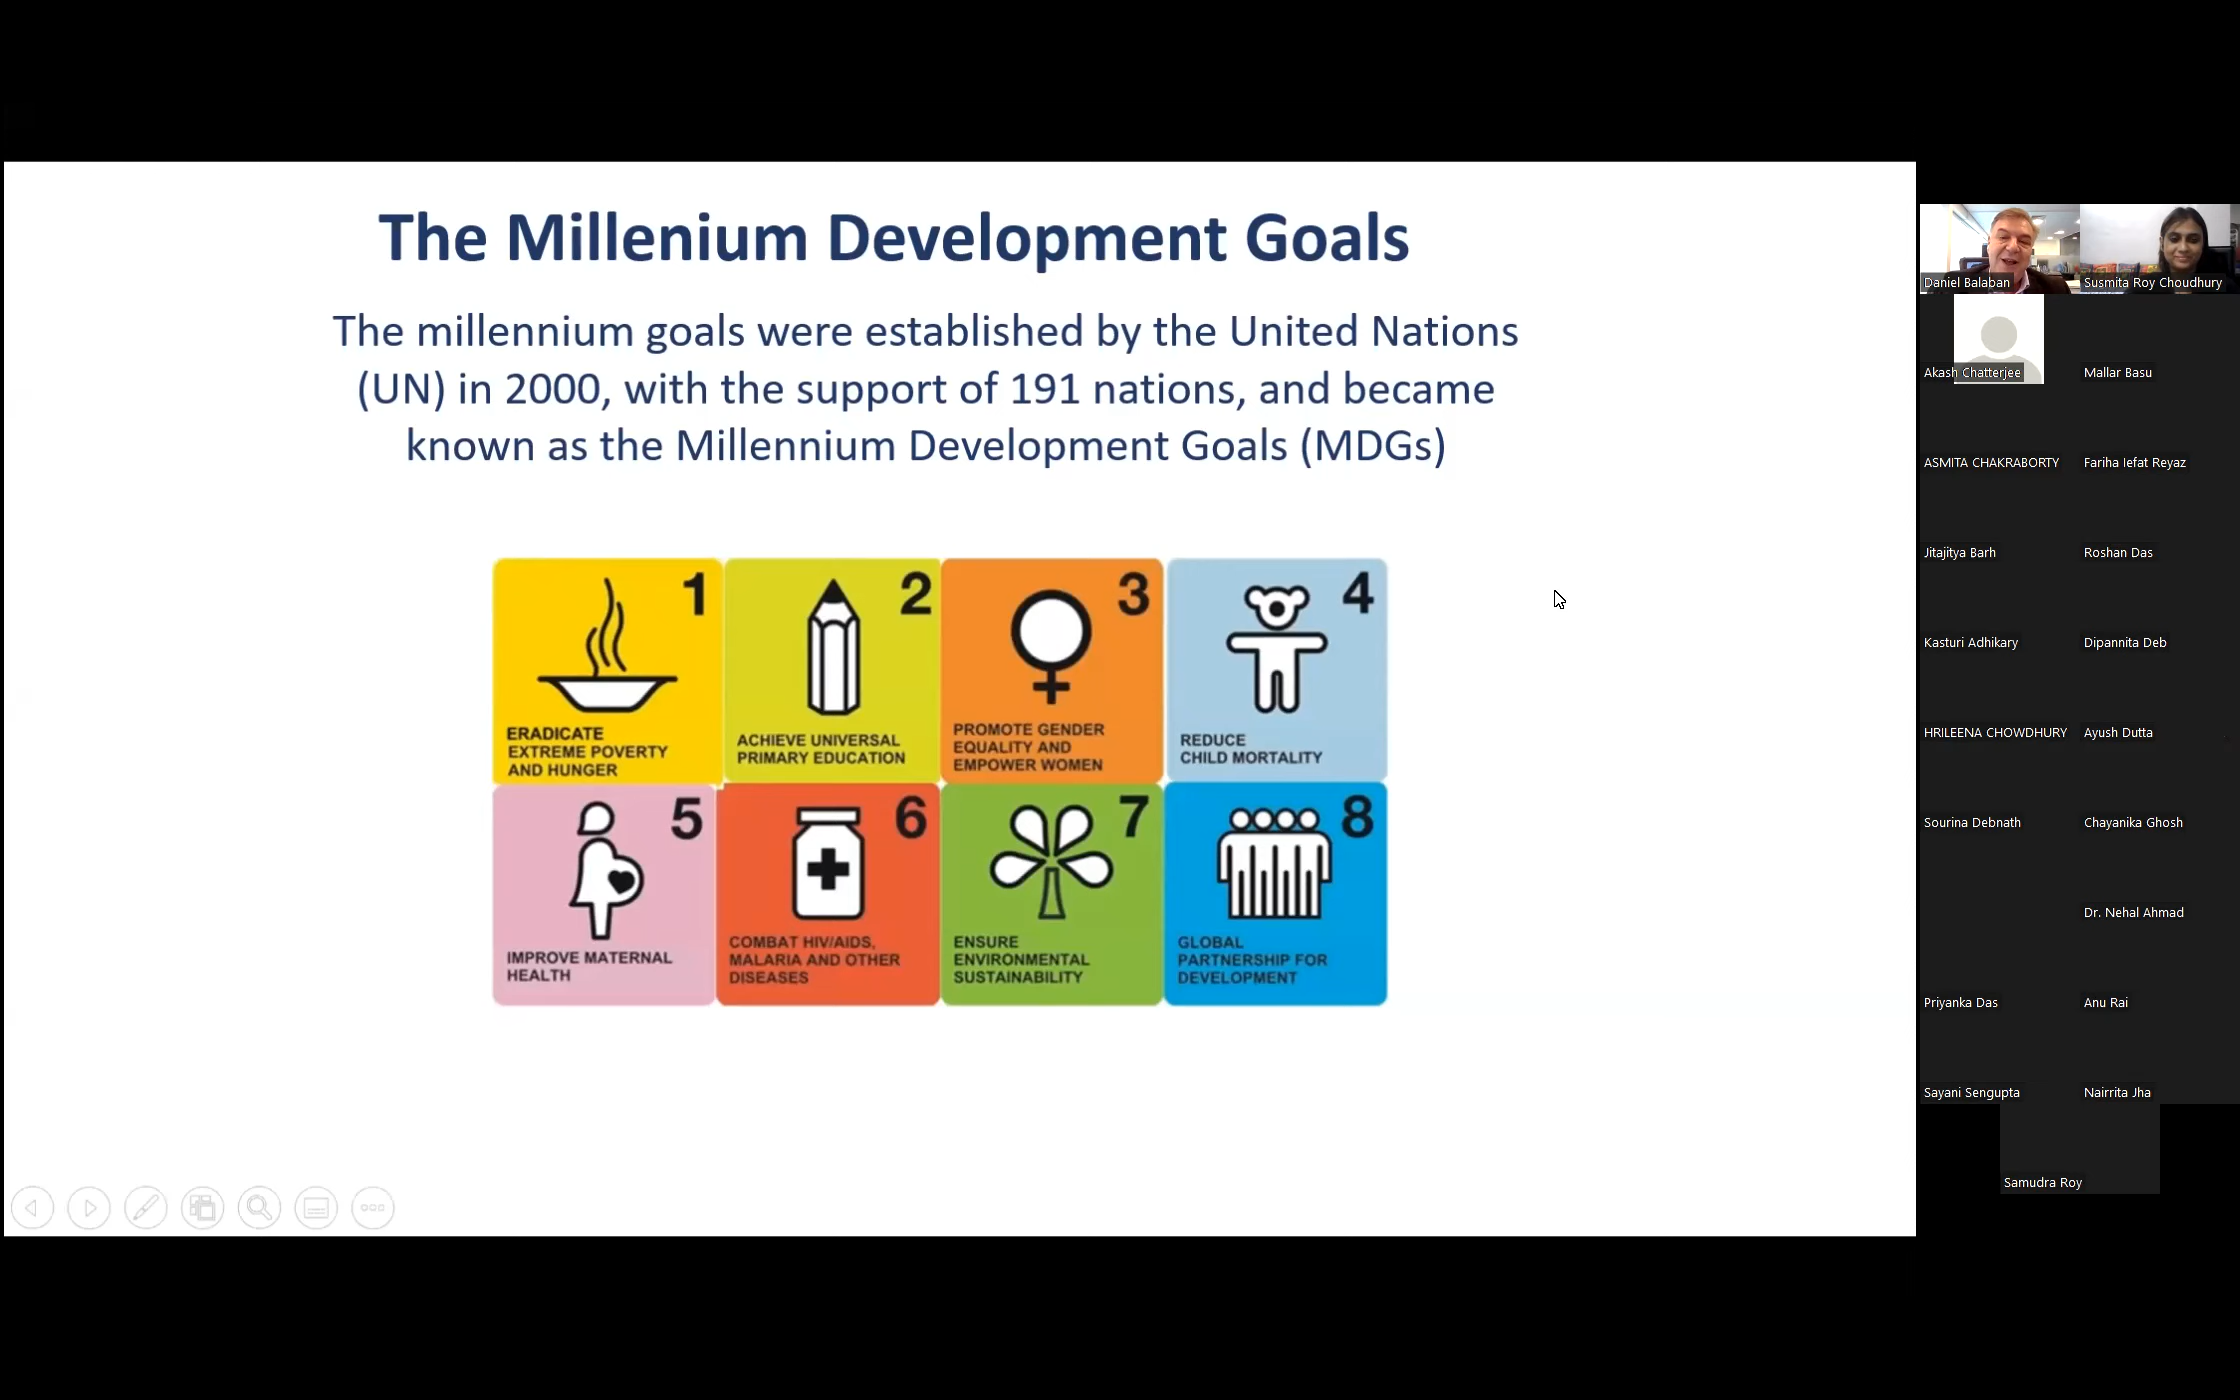 The Millenium Development Goals
The millennium goals were established by the United Nations
(UN) in 2000, with the support of 191 nations, and became
known as the Millennium Development Goals (MDGs)
1
ERADICATE
EXTREME POVERTY
AND HUNGER
2
ACHIEVE UNIVERSAL
PRIMARY EDUCATION
3
PROMOTE GENDER
EQUALITY AND
EMPOWER WOMEN
4
REDUCE
CHILD MORTALITY
5
IMPROVE MATERNAL
HEALTH
6
COMBAT HIV/AIDS,
MALARIA AND OTHER
DISEASES
7
ENSURE
ENVIRONMENTAL
SUSTAINABILITY
8
GLOBAL
PARTNERSHIP FOR
DEVELOPMENT
Daniel Balaban
Susmita Roy Choudhury
Akash Chatterjee
Mallar Basu
ASMITA CHAKRABORTY
Fariha Iefat Reyaz
Jitajitya Barh
Roshan Das
Kasturi Adhikary
Dipannita Deb
HRILEENA CHOWDHURY
Ayush Dutta
Sourina Debnath
Chayanika Ghosh
Dr. Nehal Ahmad
Priyanka Das
Anu Rai
Sayani Sengupta
Nairrita Jha
Samudra Roy